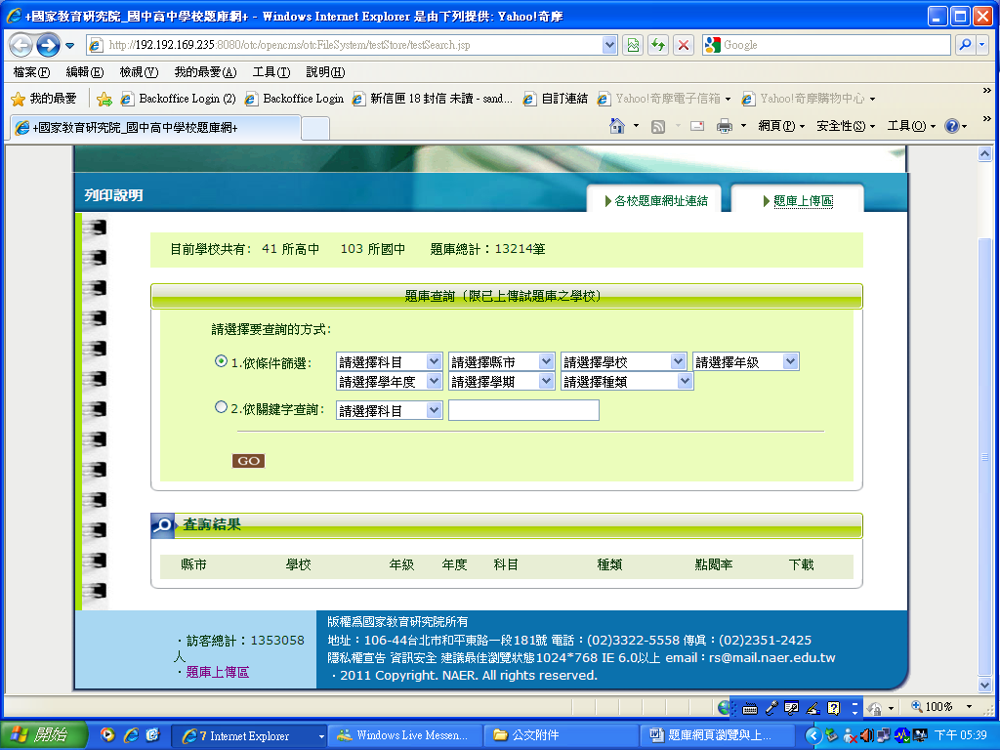 +國家教育研究院_國中高中學校題庫網+ - Windows Internet Explorer 是由下列提供: Yahoo!奇摩
http://192.192.169.235:8080/otc/opencms/otcFileSystem/testStore/testSearch.jsp
Google
檔案(F) 編輯(E) 檢視(V) 我的最愛(A) 工具(T) 說明(H)
我的最愛 Backoffice Login (2) Backoffice Login 新信匣 18 封信 未讀 - sand... 自訂連結 Yahoo!奇摩電子信箱 Yahoo!奇摩購物中心
+國家教育研究院_國中高中學校題庫網+
網頁(P) 安全性(S) 工具(O)
列印說明
各校題庫網址連結
題庫上傳區
目前學校共有: 41 所高中 103 所國中 題庫總計：13214筆
題庫查詢（限已上傳試題庫之學校）
請選擇要查詢的方式:
1.依條件篩選: 請選擇科目 請選擇縣市 請選擇學校 請選擇年級
請選擇學年度 請選擇學期 請選擇種類
2.依關鍵字查詢: 請選擇科目
GO
查詢結果
縣市 學校 年級 年度 科目 種類 點閱率 下載
‧訪客總計：1353058
人
‧題庫上傳區
版權為國家教育研究院所有
地址：106-44台北市和平東路一段181號 電話：(02)3322-5558 傳真：(02)2351-2425
隱私權宣告 資訊安全 建議最佳瀏覽狀態1024*768 IE 6.0以上 email：rs@mail.naer.edu.tw
‧2011 Copyright. NAER. All rights reserved.
100%
開始
7 Internet Explorer
Windows Live Messen...
公文附件
題庫網頁瀏覽與上...
下午 05:39